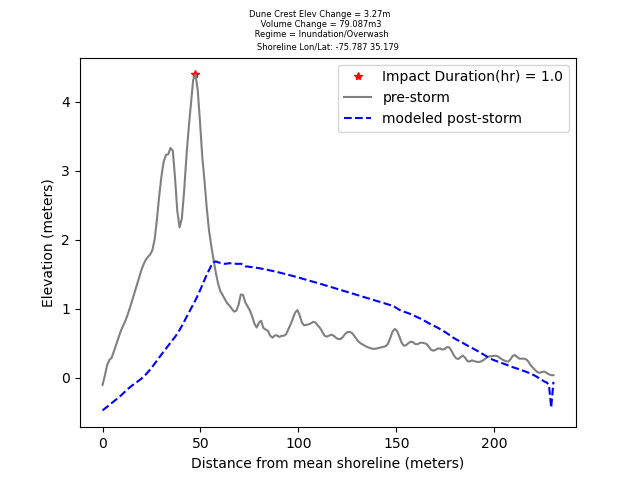 Dune Crest Elev Change = 3.27m
Volume Change = 79.087m3
Regime = Inundation/Overwash
Shoreline Lon/Lat: -75.787 35.179
Impact Duration(hr) = 1.0
pre-storm
modeled post-storm
4
3
2
1
0
Elevation (meters)
0 50 100 150 200
Distance from mean shoreline (meters)